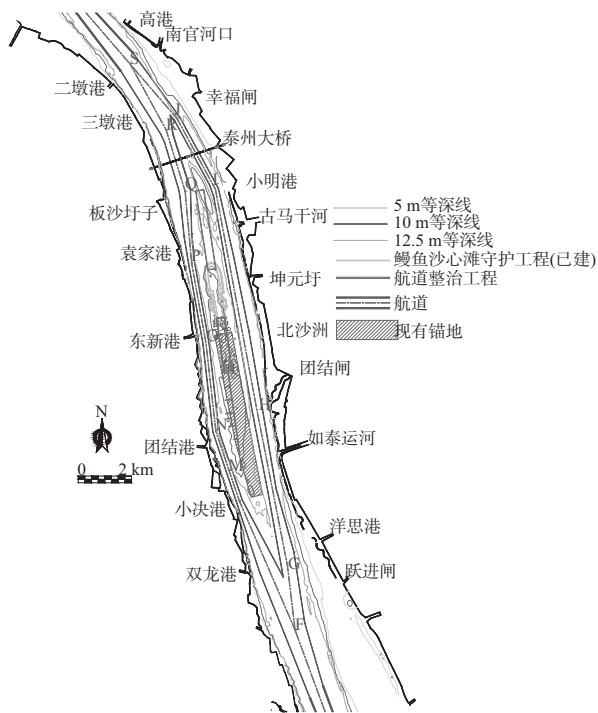 高港
南官河口
S
二墩港
幸福闸
J
三墩港
R
泰州大桥
Q
I
小明港
板沙圩子
古马干河
5 m等深线
10 m等深线
12.5 m等深线
袁家港
P
鳗鱼沙心滩守护工程(已建)
坤元圩
航道整治工程
航道
北沙洲
现有锚地
东新港
团结闸
H
N
N
如泰运河
团结港
M
0 2 km
小决港
洋思港
G
双龙港
跃进闸
F